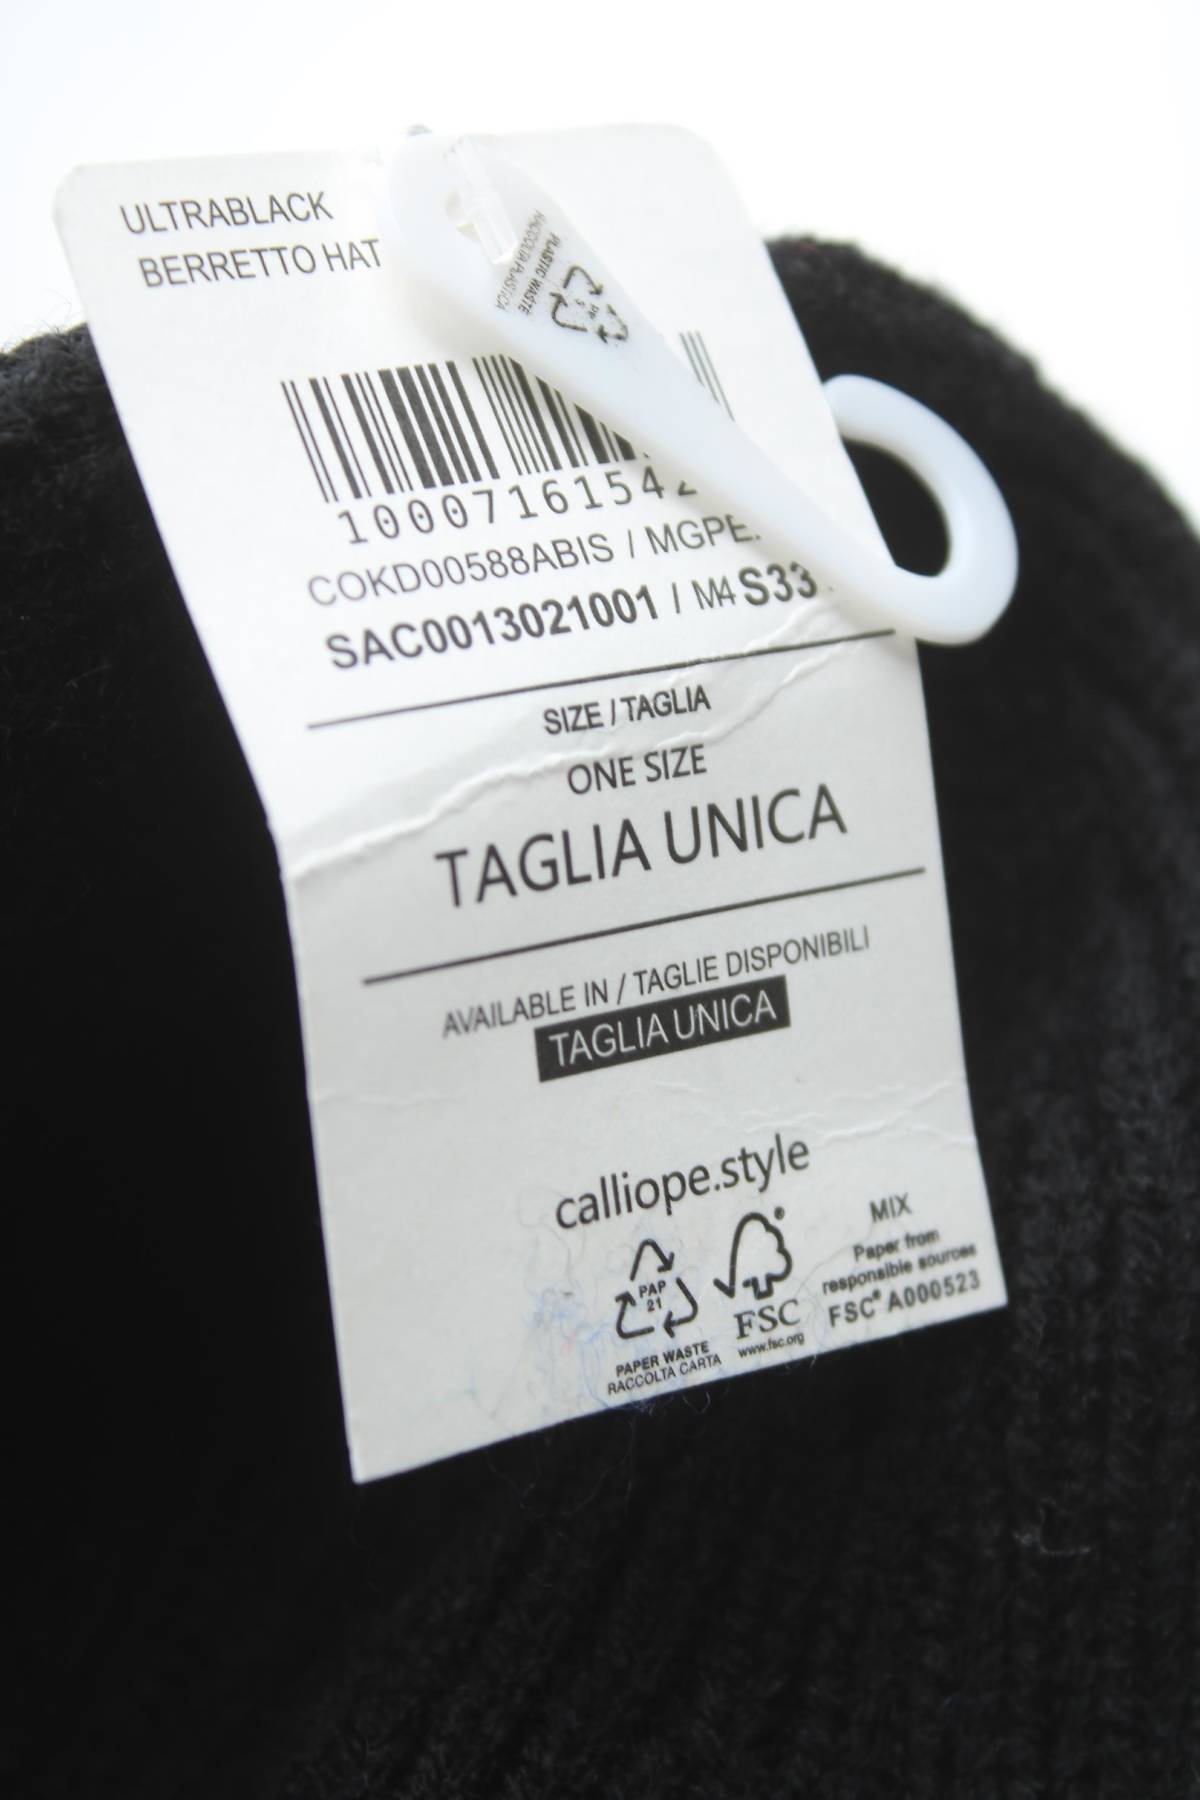 ULTRABLACK
BERRETTO HAT
RACCOLTA PLASTICA
PLASTIC WASTE
PP
5
1000716154
COKD00588ABIS / MGPE.
SAC0013021001 / M4 S33
SIZE / TAGLIA
ONE SIZE
TAGLIA UNICA
AVAILABLE IN / TAGLIE DISPONIBILI
TAGLIA UNICA
calliope.style
PAP
21
PAPER WASTE
RACCOLTA CARTA
®
FSC
www.fsc.org
MIX
Paper from
responsible sources
FSC® A000523